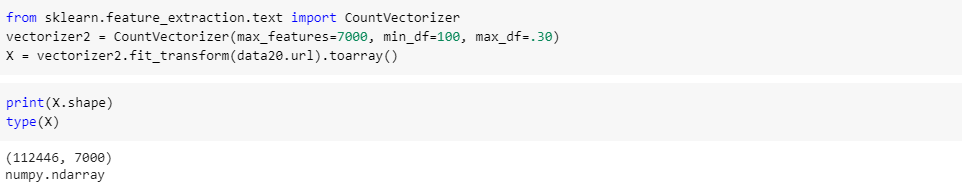 from sklearn.feature_extraction.text import CountVectorizer
vectorizer2 = CountVectorizer(max_features=7000, min_df=100, max_df=.30)
X = vectorizer2.fit_transform(data20.url).toarray()
print(X.shape)
type(X)
(112446, 7000)
numpy.ndarray